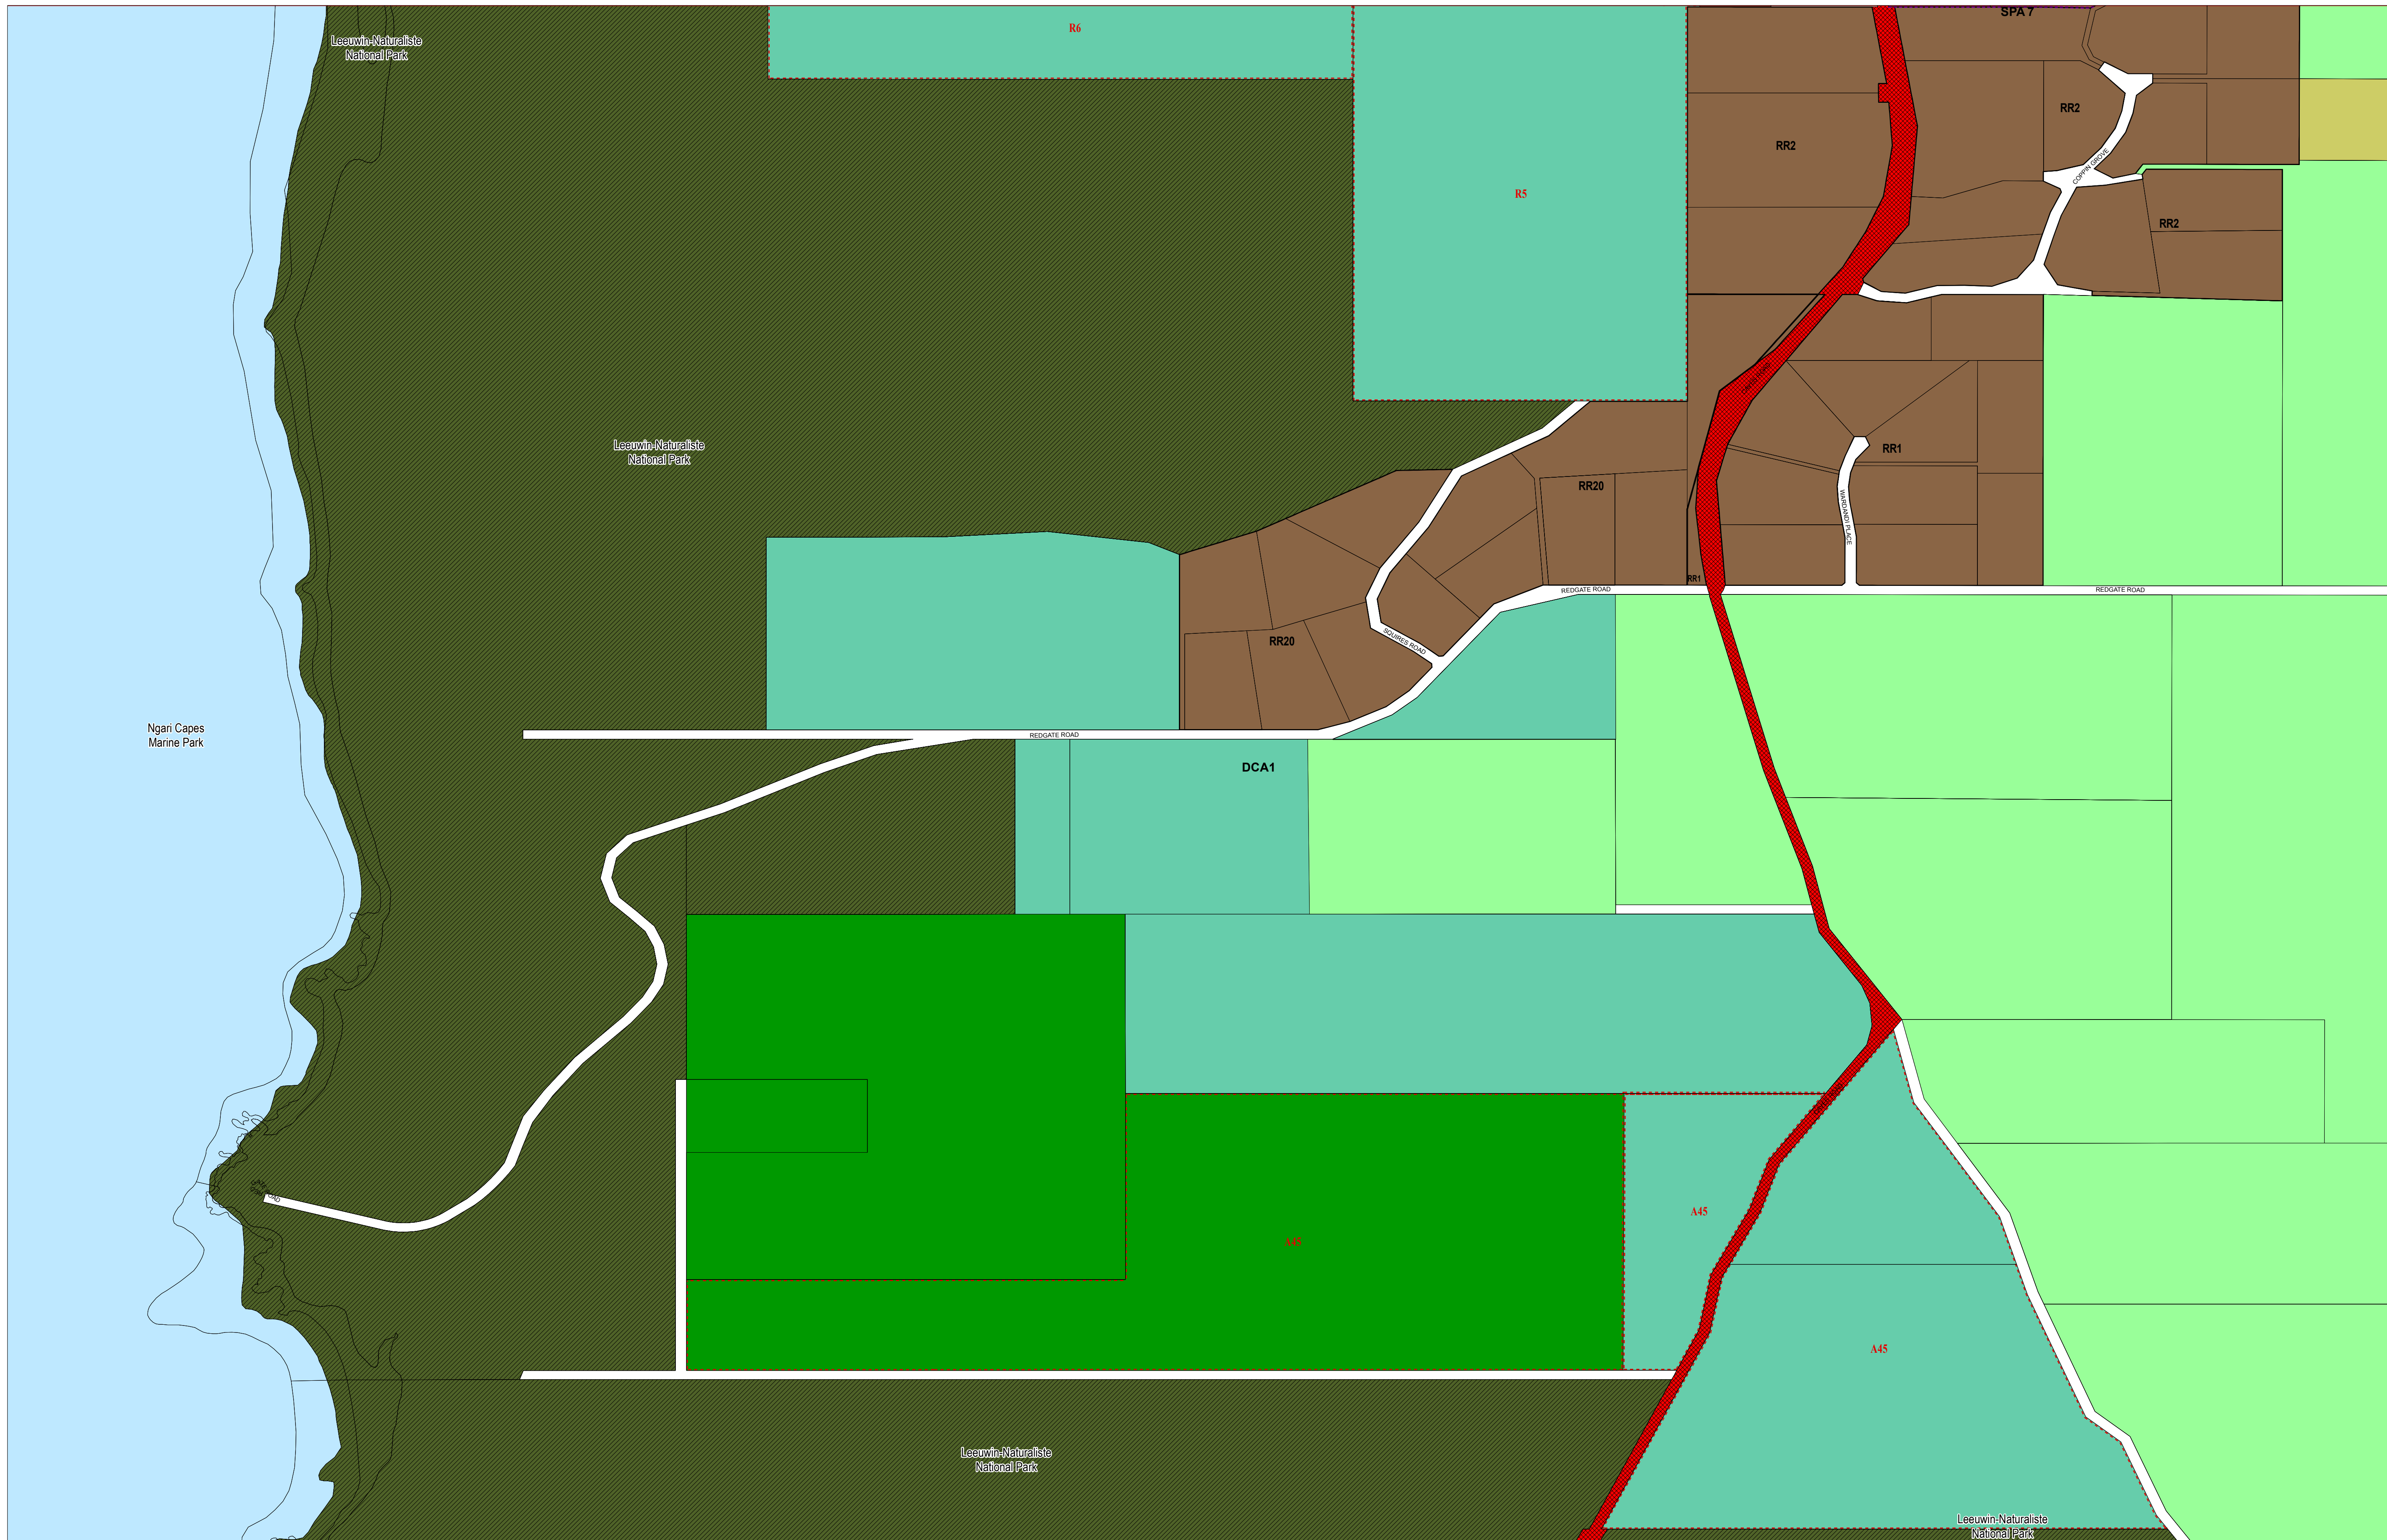 SPA 7
R6
Leeuwin-Naturaliste
National Park
RR2
RR2
COPPIN GROVE
R5
RR2
Leeuwin-Naturaliste
National Park
RR1
RR20
WARDANDI PLACE
RR1
REDGATE ROAD
REDGATE ROAD
SQUIRES ROAD
RR20
Ngari Capes
Marine Park
REDGATE ROAD
DCA1
A45
A45
A45
Leeuwin-Naturaliste
National Park
Leeuwin-Naturaliste
National Park